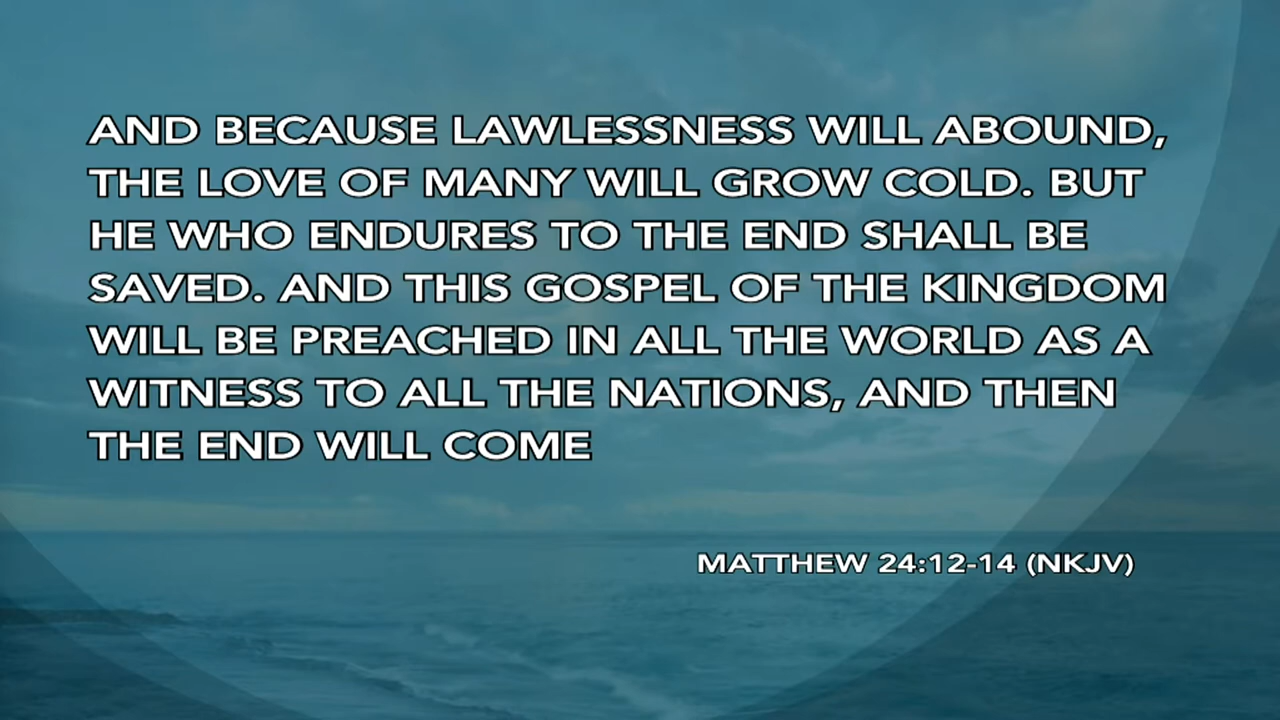 AND BECAUSE LAWLESSNESS WILL ABOUND,
THE LOVE OF MANY WILL GROW COLD. BUT
HE WHO ENDURES TO THE END SHALL BE
SAVED. AND THIS GOSPEL OF THE KINGDOM
WILL BE PREACHED IN ALL THE WORLD AS A
WITNESS TO ALL THE NATIONS, AND THEN
THE END WILL COME
MATTHEW 24:12-14 (NKJV)